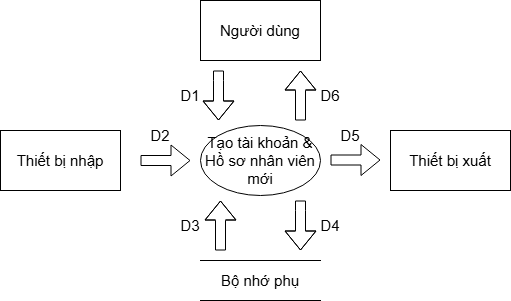 Người dùng
D1
D6
D2
Tạo tài khoản &
Hồ sơ nhân viên
mới
D5
Thiết bị nhập
Thiết bị xuất
D3
D4
Bộ nhớ phụ